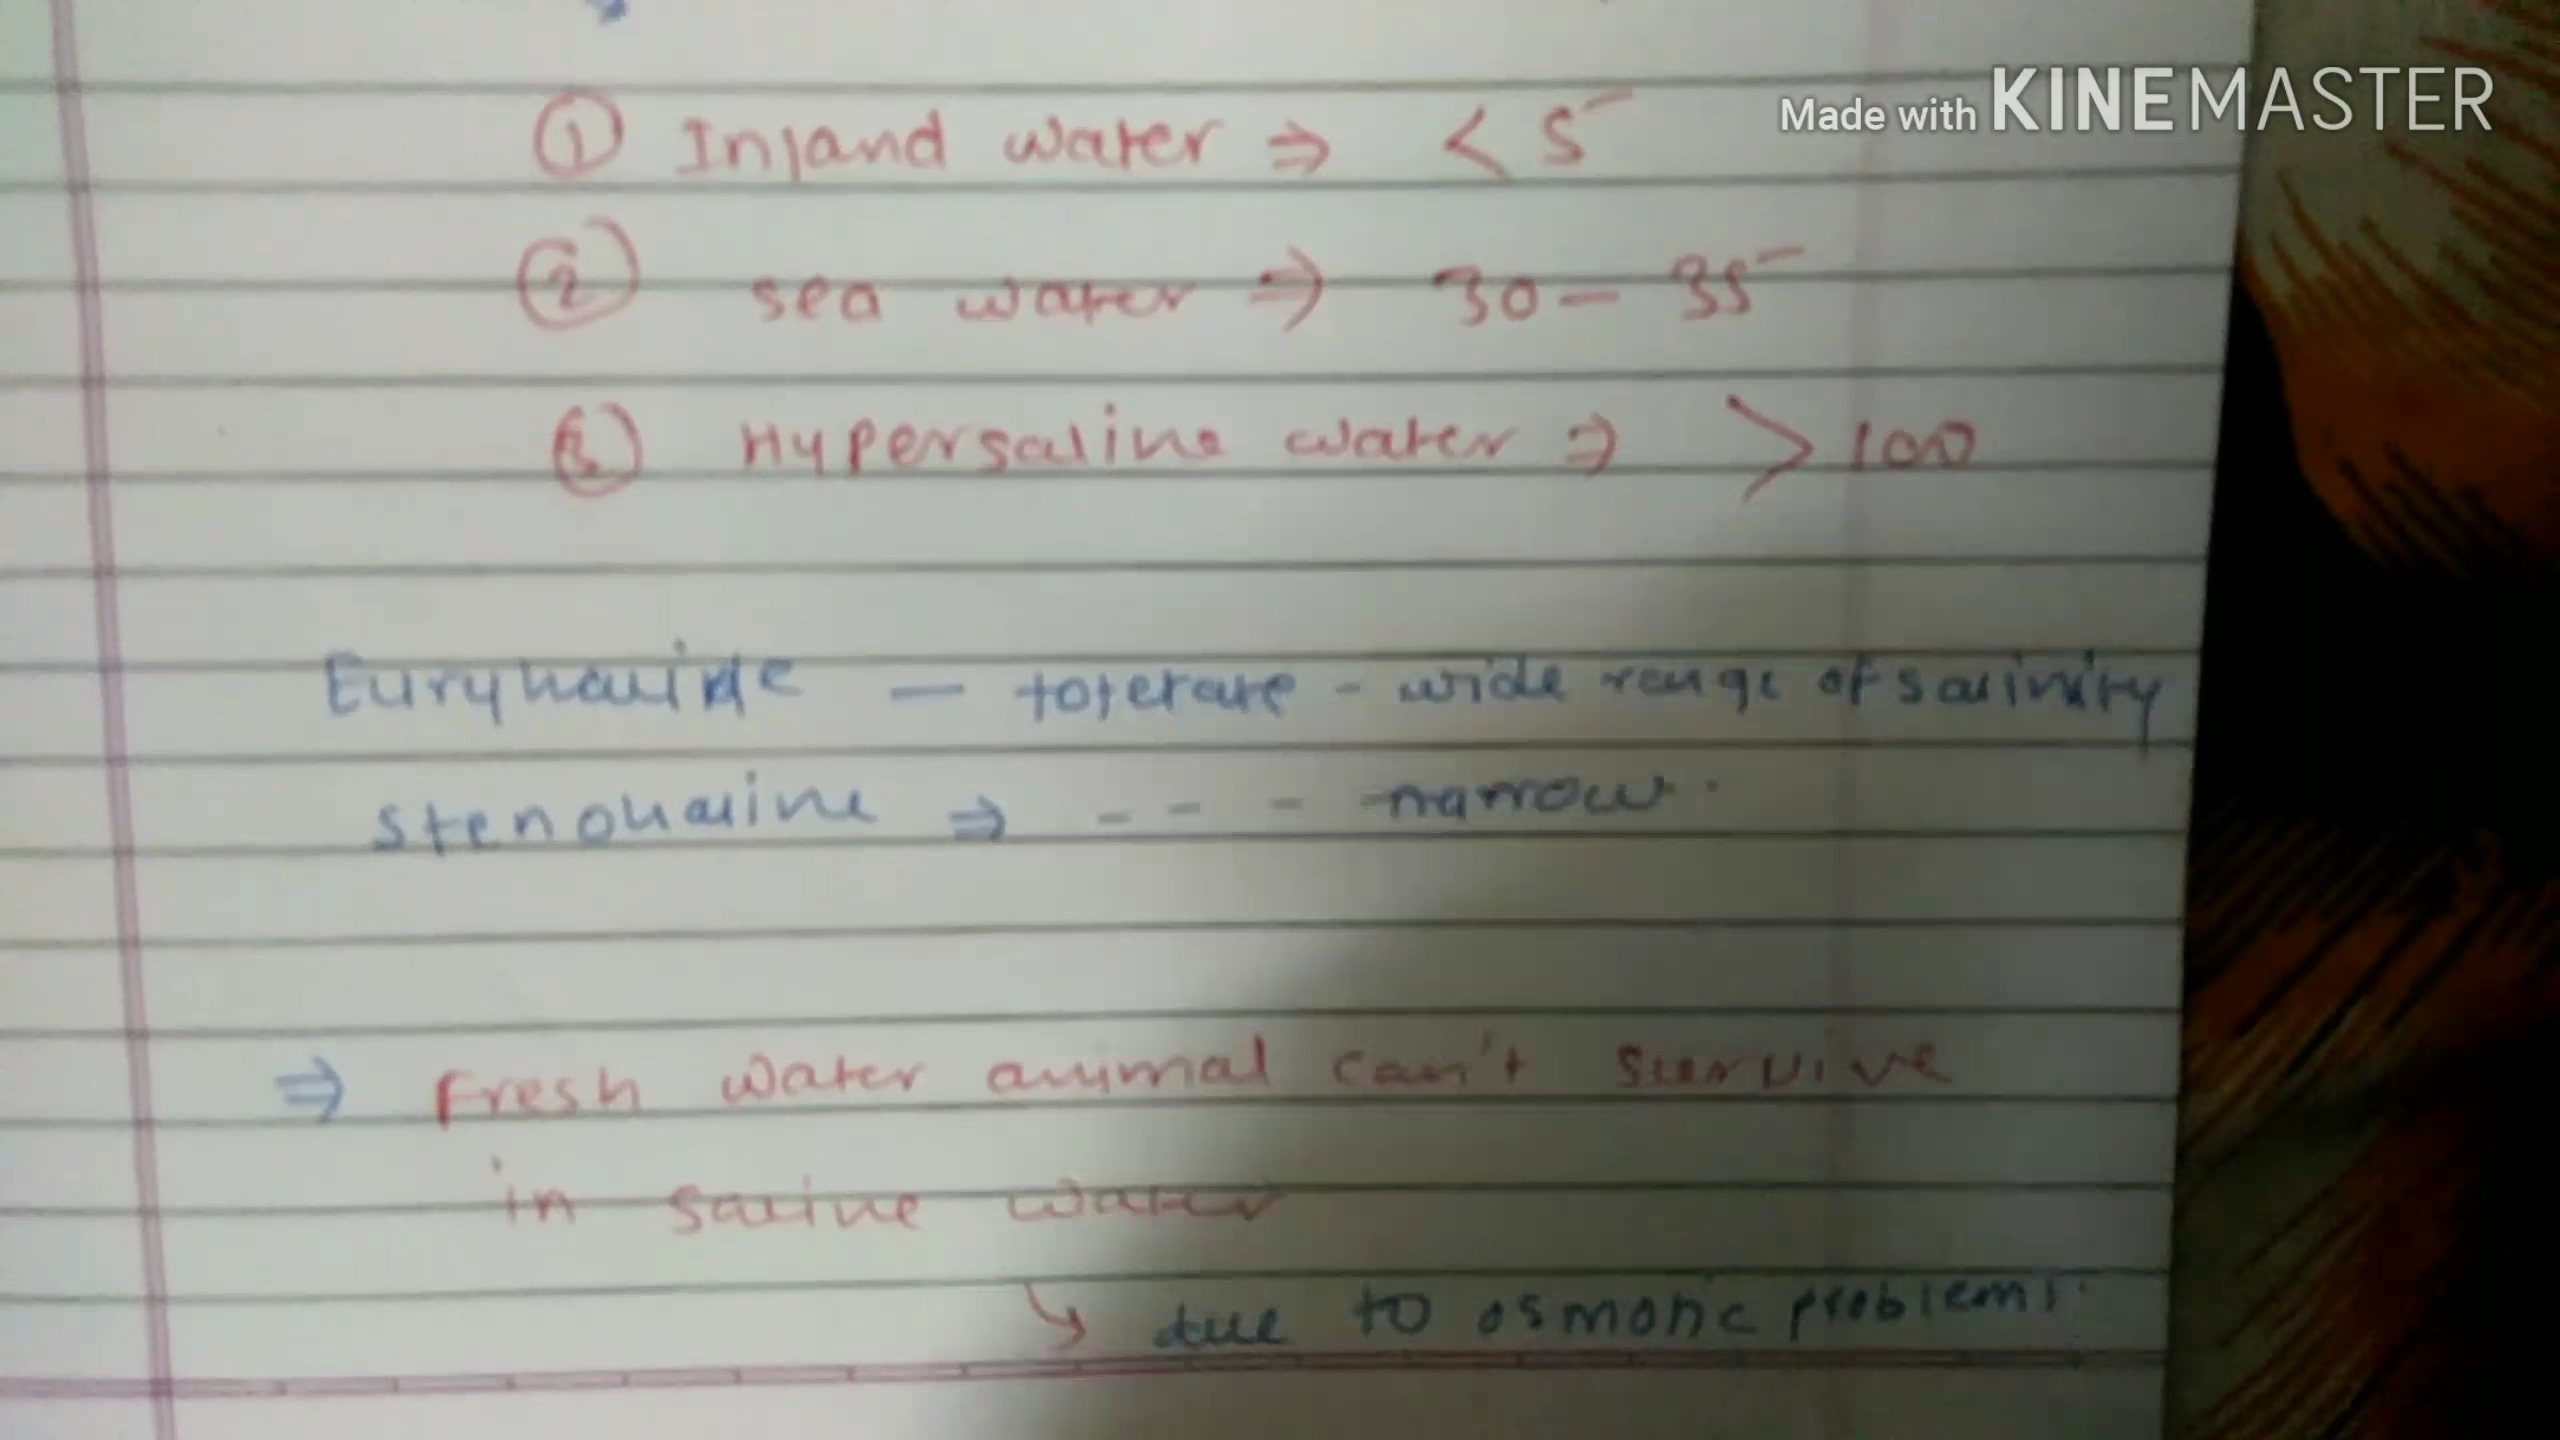 Made with KINEMASTER
① Inland water ⇒ < 5
② sea water ⇒ 30 – 35
③ Hypersaline water ⇒ > 100
Euryhaline — tolerate - wide range of salinity
stenohaline ⇒ - - - narrow.
⇒ Fresh water animal can't survive
in saline water
↘ due to osmotic problems.